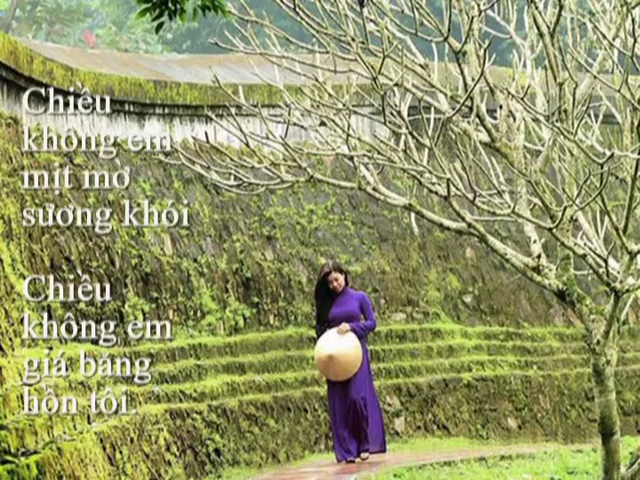 Chiều
không em
mịt mờ
sương khói
Chiều
không em
giá băng
hồn tôi.